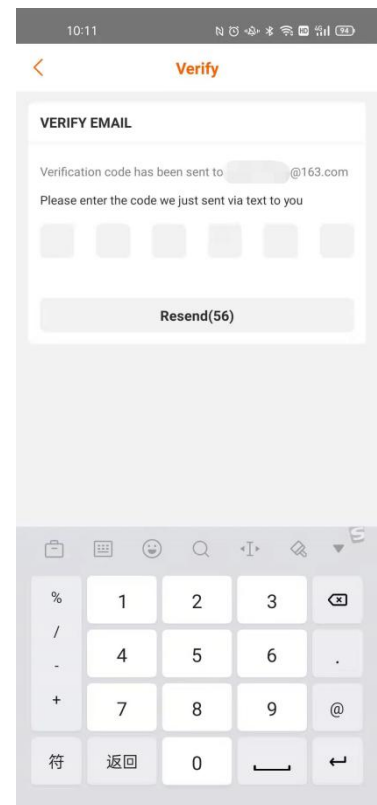 10:11
94
Verify
VERIFY EMAIL
Verification code has been sent to @163.com
Please enter the code we just sent via text to you
Resend(56)
% 1 2 3
/
- 4 5 6 .
+ 7 8 9 @
符 返回 0